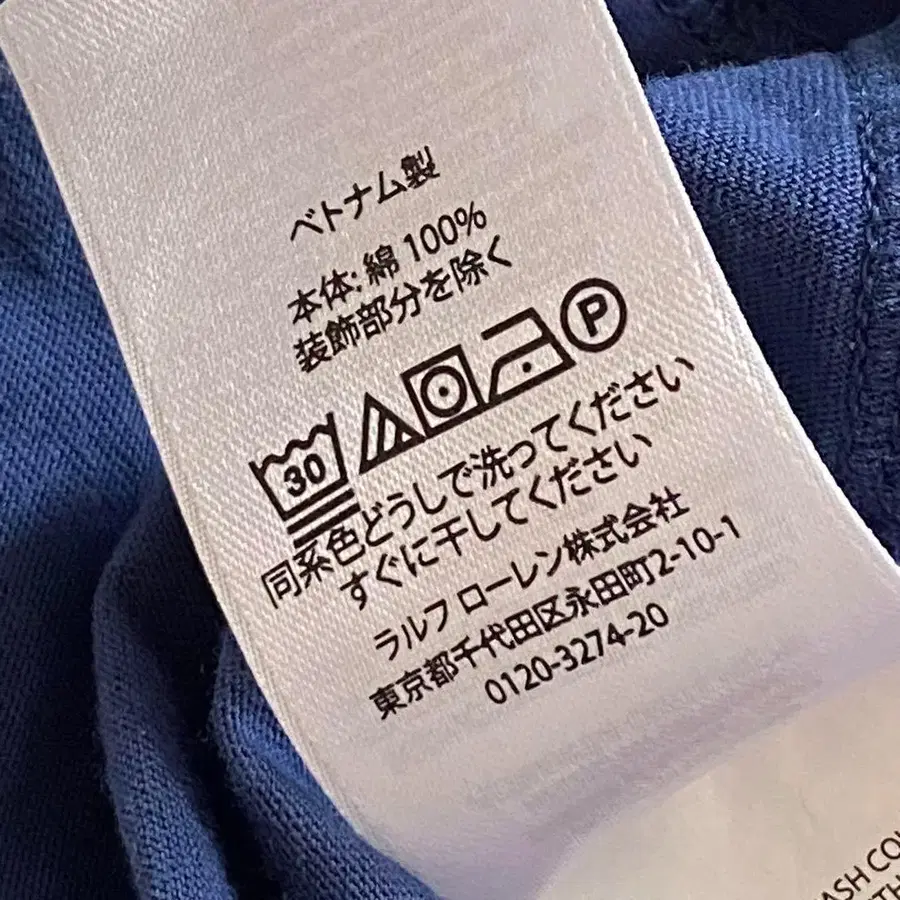 ベトナム製
本体: 綿 100%
装飾部分を除く
30 P
同系色どうしで洗ってください
すぐに干してください
ラルフ ローレン株式会社
東京都千代田区永田町2-10-1
0120-3274-20